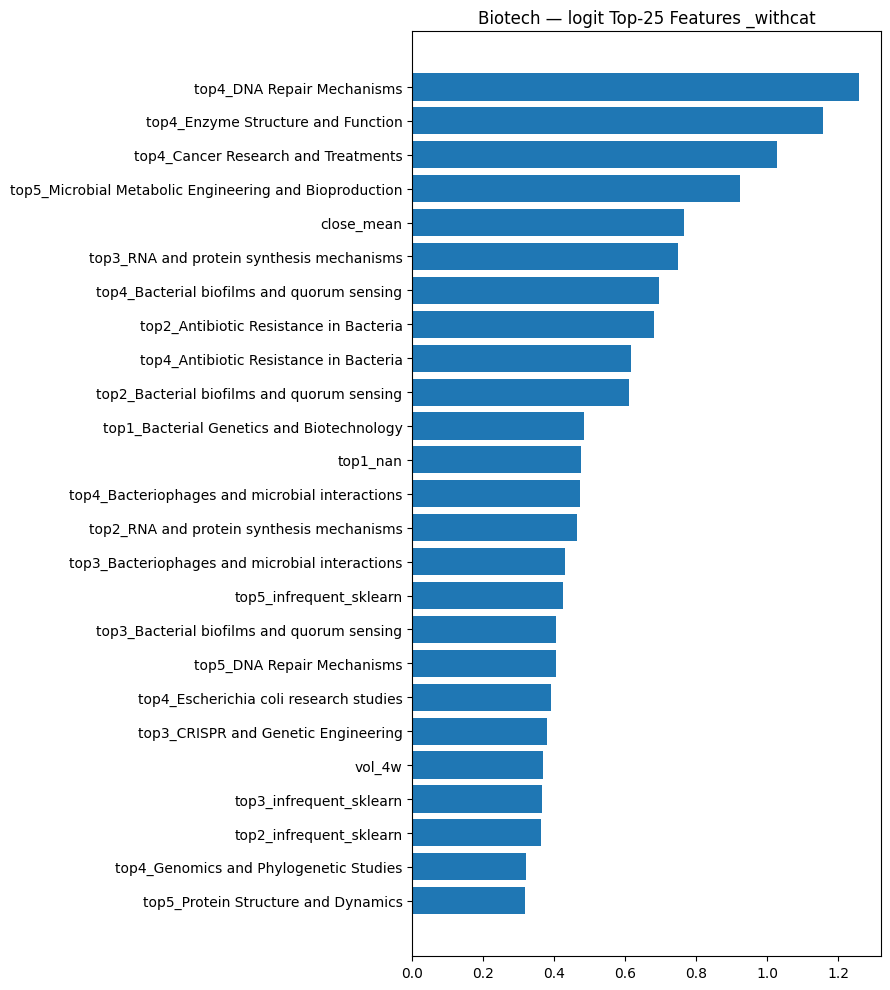 Biotech — logit Top-25 Features _withcat
top4_DNA Repair Mechanisms
top4_Enzyme Structure and Function
top4_Cancer Research and Treatments
top5_Microbial Metabolic Engineering and Bioproduction
close_mean
top3_RNA and protein synthesis mechanisms
top4_Bacterial biofilms and quorum sensing
top2_Antibiotic Resistance in Bacteria
top4_Antibiotic Resistance in Bacteria
top2_Bacterial biofilms and quorum sensing
top1_Bacterial Genetics and Biotechnology
top1_nan
top4_Bacteriophages and microbial interactions
top2_RNA and protein synthesis mechanisms
top3_Bacteriophages and microbial interactions
top5_infrequent_sklearn
top3_Bacterial biofilms and quorum sensing
top5_DNA Repair Mechanisms
top4_Escherichia coli research studies
top3_CRISPR and Genetic Engineering
vol_4w
top3_infrequent_sklearn
top2_infrequent_sklearn
top4_Genomics and Phylogenetic Studies
top5_Protein Structure and Dynamics
0.0 0.2 0.4 0.6 0.8 1.0 1.2